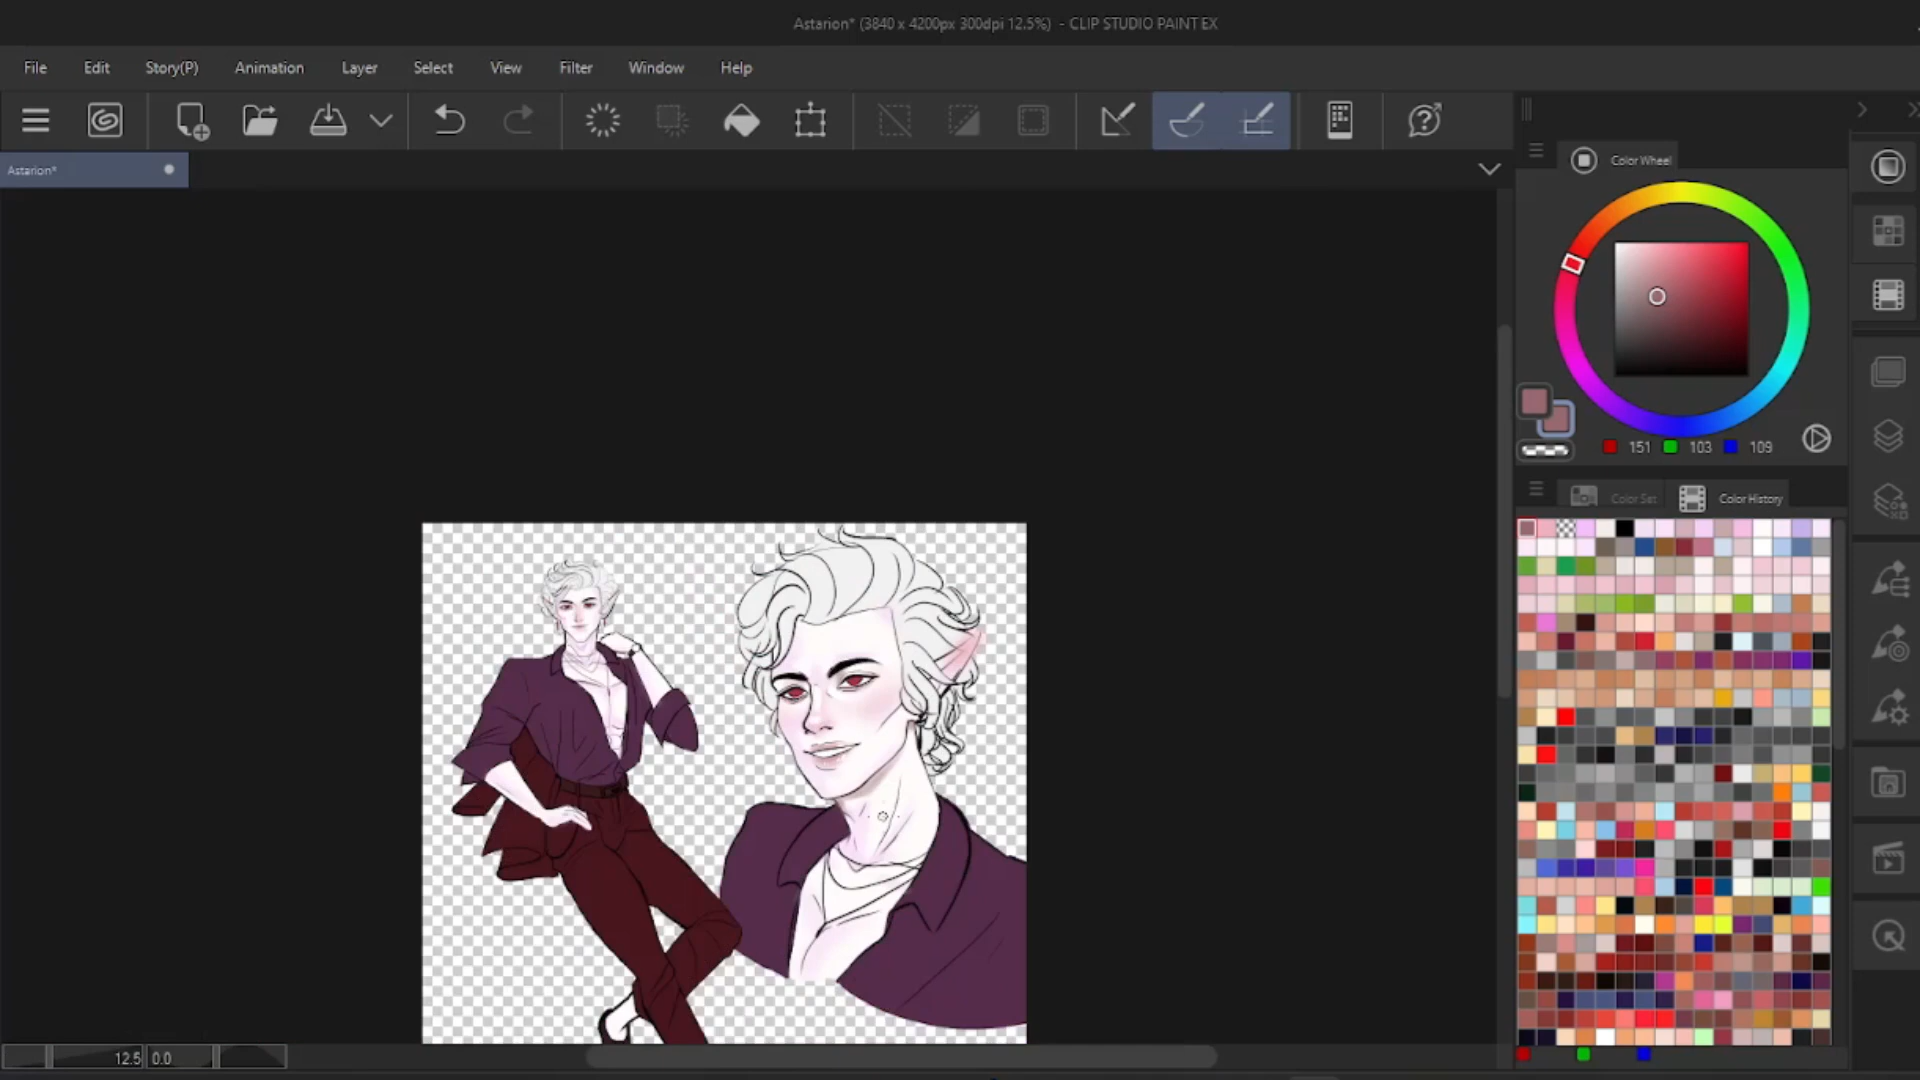 Astarion* (3840 x 4200px 300dpi 12.5%) - CLIP STUDIO PAINT EX
File Edit Story(P) Animation Layer Select View Filter Window Help
Astarion*
Color Wheel
151 103 109
Color Set Color History
12.5 0.0